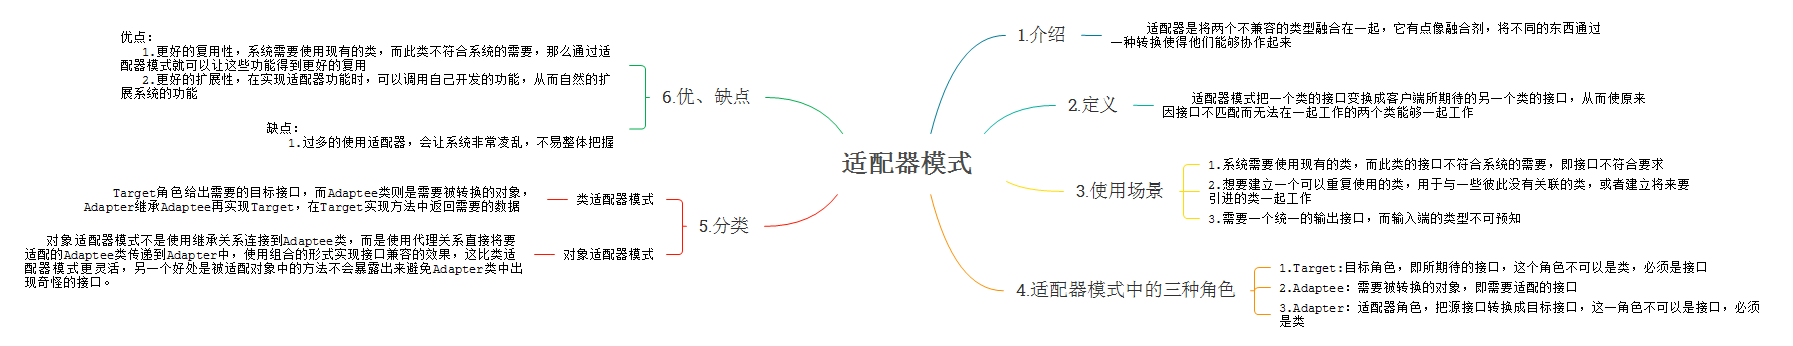 适配器模式
1.介绍
适配器是将两个不兼容的类型融合在一起，它有点像融合剂，将不同的东西通过
一种转换使得他们能够协作起来
2.定义
适配器模式把一个类的接口变换成客户端所期待的另一个类的接口，从而使原来
因接口不匹配而无法在一起工作的两个类能够一起工作
3.使用场景
1.系统需要使用现有的类，而此类的接口不符合系统的需要，即接口不符合要求
2.想要建立一个可以重复使用的类，用于与一些彼此没有关联的类，或者建立将来要
引进的类一起工作
3.需要一个统一的输出接口，而输入端的类型不可预知
4.适配器模式中的三种角色
1.Target:目标角色，即所期待的接口，这个角色不可以是类，必须是接口
2.Adaptee：需要被转换的对象，即需要适配的接口
3.Adapter：适配器角色，把源接口转换成目标接口，这一角色不可以是接口，必须
是类
5.分类
类适配器模式
Target角色给出需要的目标接口，而Adaptee类则是需要被转换的对象，
Adapter继承Adaptee再实现Target，在Target实现方法中返回需要的数据
对象适配器模式
对象适配器模式不是使用继承关系连接到Adaptee类，而是使用代理关系直接将要
适配的Adaptee类传递到Adapter中，使用组合的形式实现接口兼容的效果，这比类适
配器模式更灵活，另一个好处是被适配对象中的方法不会暴露出来避免Adapter类中出
现奇怪的接口。
6.优、缺点
优点：
1.更好的复用性，系统需要使用现有的类，而此类不符合系统的需要，那么通过适
配器模式就可以让这些功能得到更好的复用
2.更好的扩展性，在实现适配器功能时，可以调用自己开发的功能，从而自然的扩
展系统的功能
缺点：
1.过多的使用适配器，会让系统非常凌乱，不易整体把握